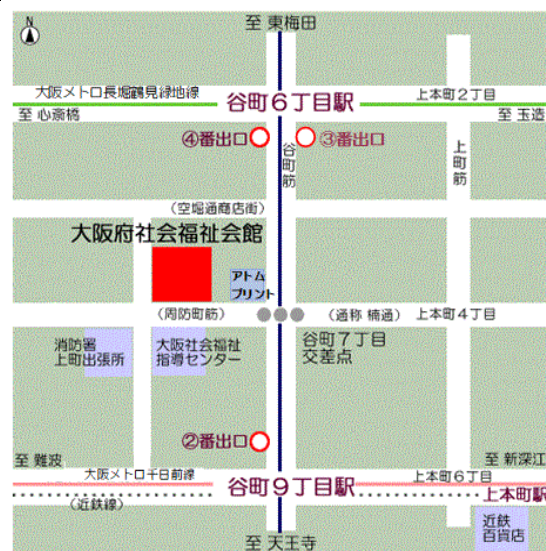 N
至 東梅田
大阪メトロ長堀鶴見緑地線
谷町6丁目駅
上本町2丁目
至 心斎橋
至 玉造
④番出口
③番出口
谷町筋
上町筋
(空堀通商店街)
大阪府社会福祉会館
アトム
プリント
(周防町筋)
(通称 楠通)
上本町4丁目
消防署
上町出張所
大阪社会福祉
指導センター
谷町7丁目
交差点
②番出口
至 難波
至 新深江
大阪メトロ千日前線
谷町9丁目駅
上本町6丁目
(近鉄線)
上本町駅
近鉄
百貨店
至 天王寺